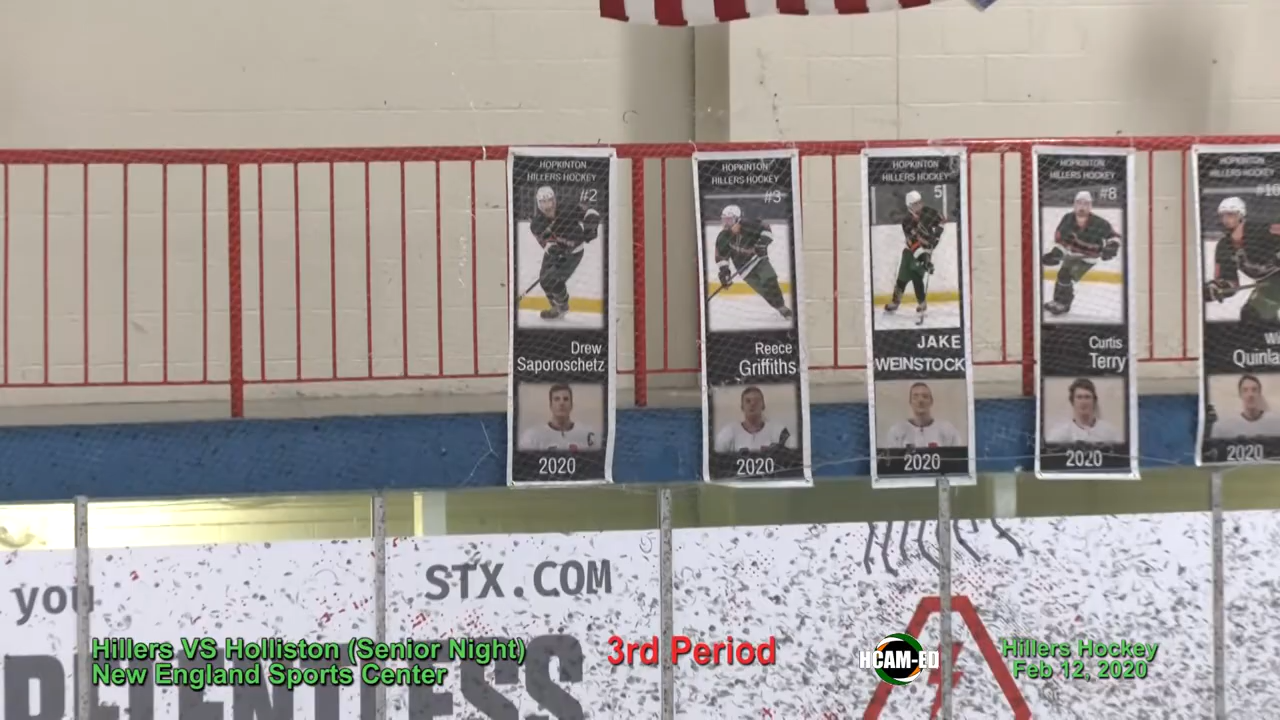 HOPKINTON
HILLERS HOCKEY
#2
Drew
Saporoschetz
C
2020
HOPKINTON
HILLERS HOCKEY
#3
Reece
Griffiths
2020
HOPKINTON
HILLERS HOCKEY
5
JAKE
WEINSTOCK
2020
HOPKINTON
HILLERS HOCKEY
#8
Curtis
Terry
2020
HOPKINTON
HILLERS HOCKEY
2020
you
STX.COM
RELENTLESS
Hillers VS Holliston (Senior Night)
New England Sports Center
3rd Period
HCAM-ED
Hillers Hockey
Feb 12, 2020